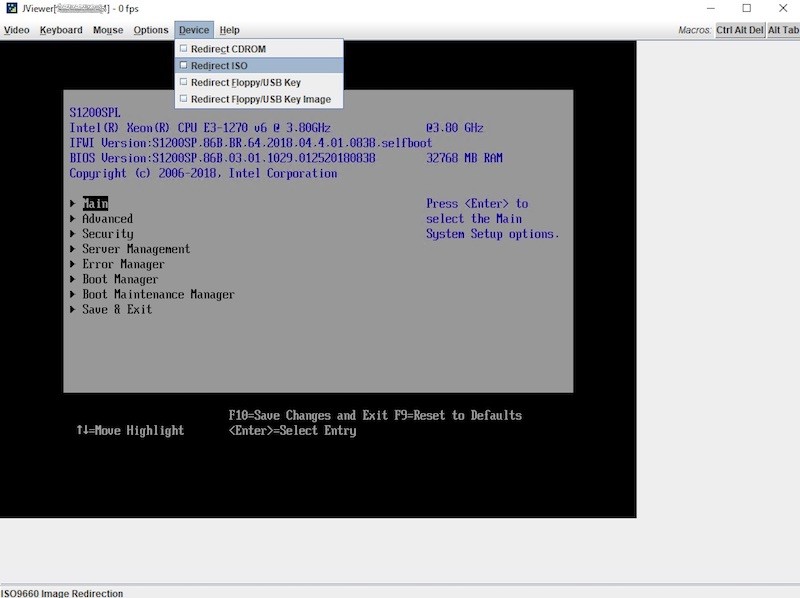 JViewer[ ] - 0 fps
Video Keyboard Mouse Options Device Help Macros: Ctrl Alt Del Alt Tab
Redirect CDROM
Redirect ISO
Redirect Floppy/USB Key
Redirect Floppy/USB Key Image
S1200SPL
Intel(R) Xeon(R) CPU E3-1270 v6 @ 3.80GHz @3.80 GHz
IFWI Version:S1200SP.86B.BR.64.2018.04.4.01.0838.selfboot
BIOS Version:S1200SP.86B.03.01.1029.012520180838 32768 MB RAM
Copyright (c) 2006-2018, Intel Corporation
Main Press <Enter> to
Advanced select the Main
Security System Setup options.
Server Management
Error Manager
Boot Manager
Boot Maintenance Manager
Save & Exit
F10=Save Changes and Exit F9=Reset to Defaults
↑↓=Move Highlight <Enter>=Select Entry
ISO9660 Image Redirection